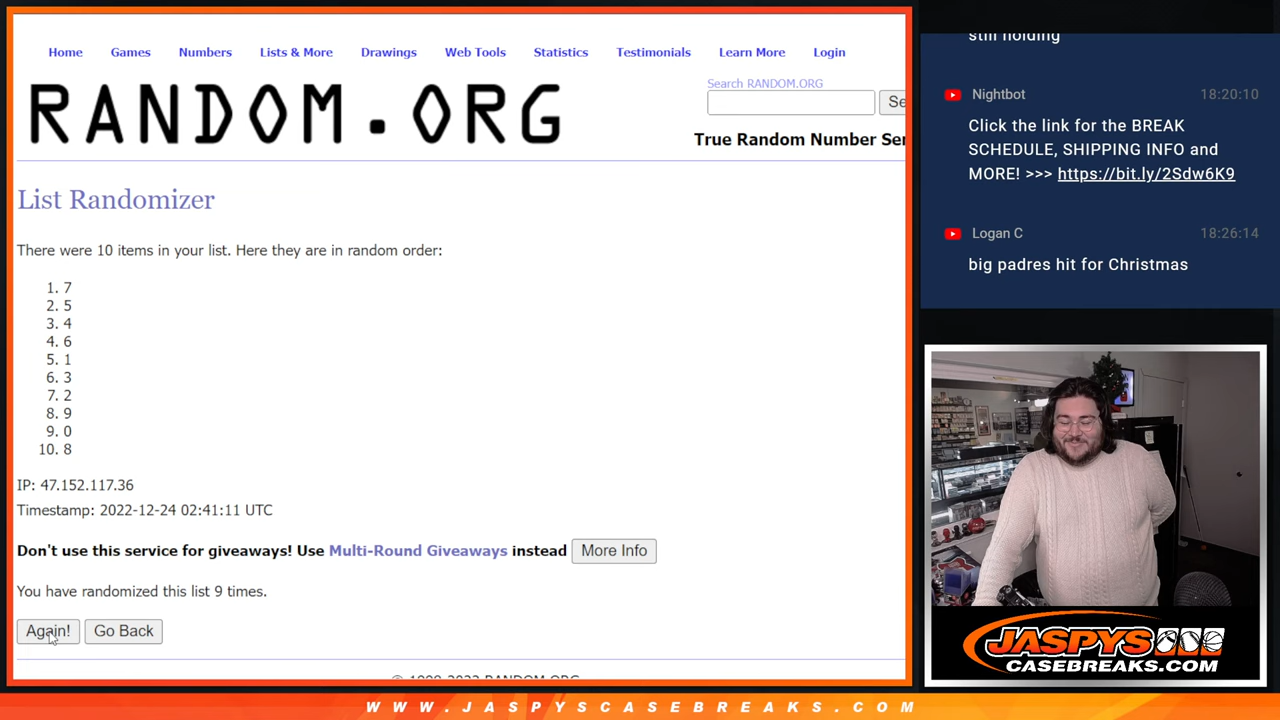 Home Games Numbers Lists & More Drawings Web Tools Statistics Testimonials Learn More Login
Search RANDOM.ORG
RANDOM.ORG
True Random Number Ser
List Randomizer
There were 10 items in your list. Here they are in random order:
1. 7
2. 5
3. 4
4. 6
5. 1
6. 3
7. 2
8. 9
9. 0
10. 8
IP: 47.152.117.36
Timestamp: 2022-12-24 02:41:11 UTC
Don't use this service for giveaways! Use Multi-Round Giveaways instead More Info
You have randomized this list 9 times.
Again! Go Back
still holding
Nightbot 18:20:10
Click the link for the BREAK
SCHEDULE, SHIPPING INFO and
MORE! >>> https://bit.ly/2Sdw6K9
Logan C 18:26:14
big padres hit for Christmas
JASPYS
CASEBREAKS.COM
WWW.JASPYSCASEBREAKS.COM